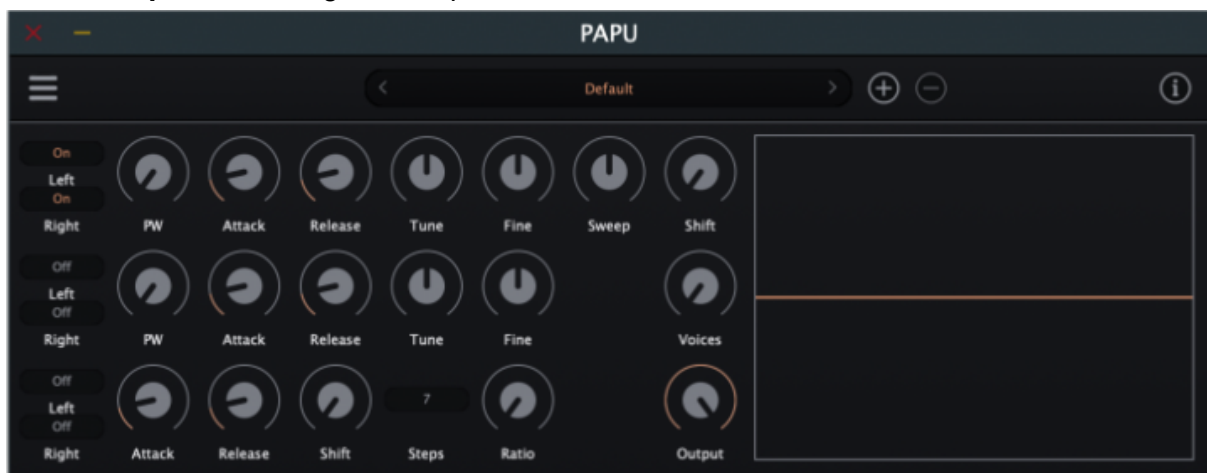 PAPU
Default
On
Left
On
Right PW Attack Release Tune Fine Sweep Shift
Off
Left
Off
Right PW Attack Release Tune Fine Voices
Off
Left
Off
7
Right Attack Release Shift Steps Ratio Output